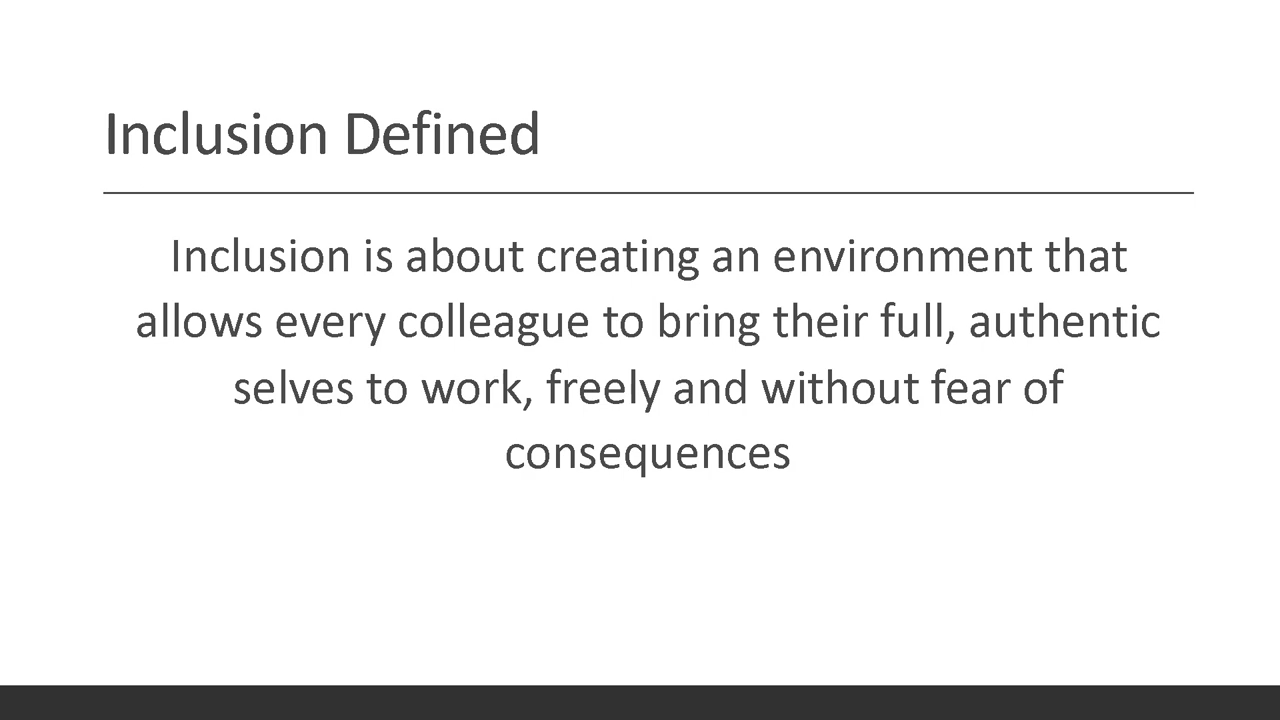 Inclusion Defined
Inclusion is about creating an environment that
allows every colleague to bring their full, authentic
selves to work, freely and without fear of
consequences